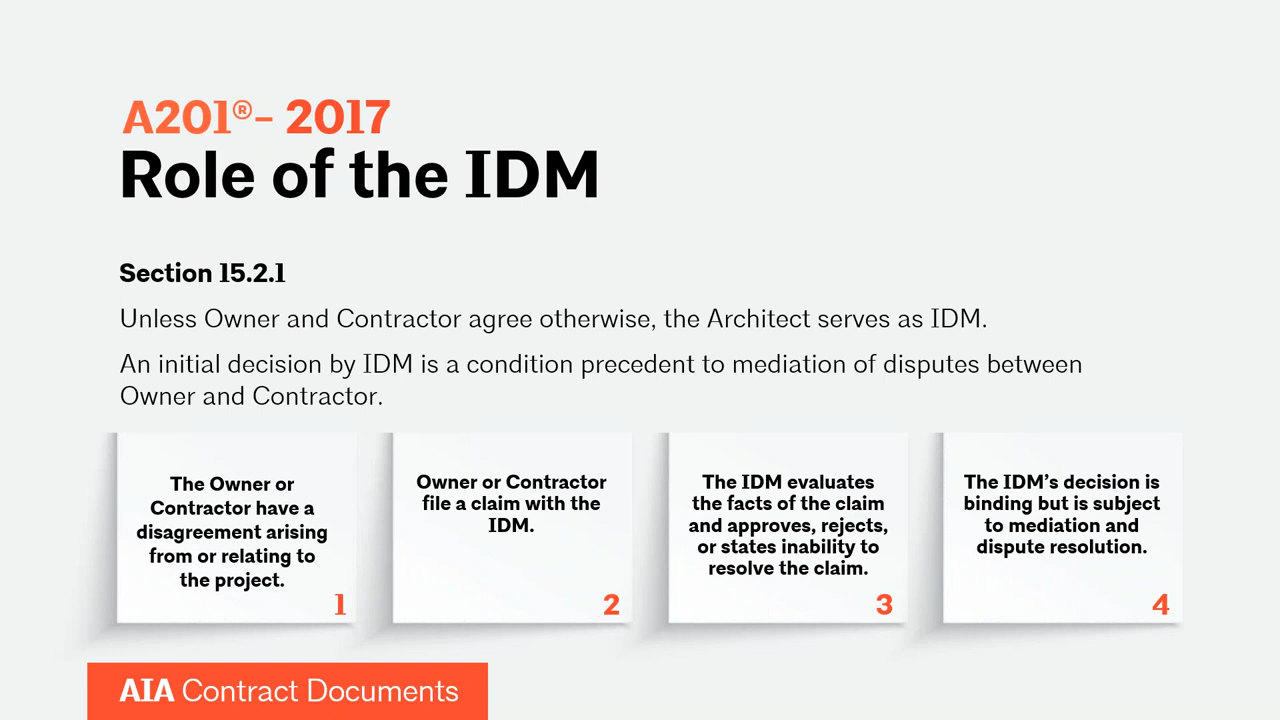 A201®- 2017
Role of the IDM
Section 15.2.1
Unless Owner and Contractor agree otherwise, the Architect serves as IDM.
An initial decision by IDM is a condition precedent to mediation of disputes between
Owner and Contractor.
The Owner or
Contractor have a
disagreement arising
from or relating to
the project.
1
Owner or Contractor
file a claim with the
IDM.
2
The IDM evaluates
the facts of the claim
and approves, rejects,
or states inability to
resolve the claim.
3
The IDM's decision is
binding but is subject
to mediation and
dispute resolution.
4
AIA Contract Documents